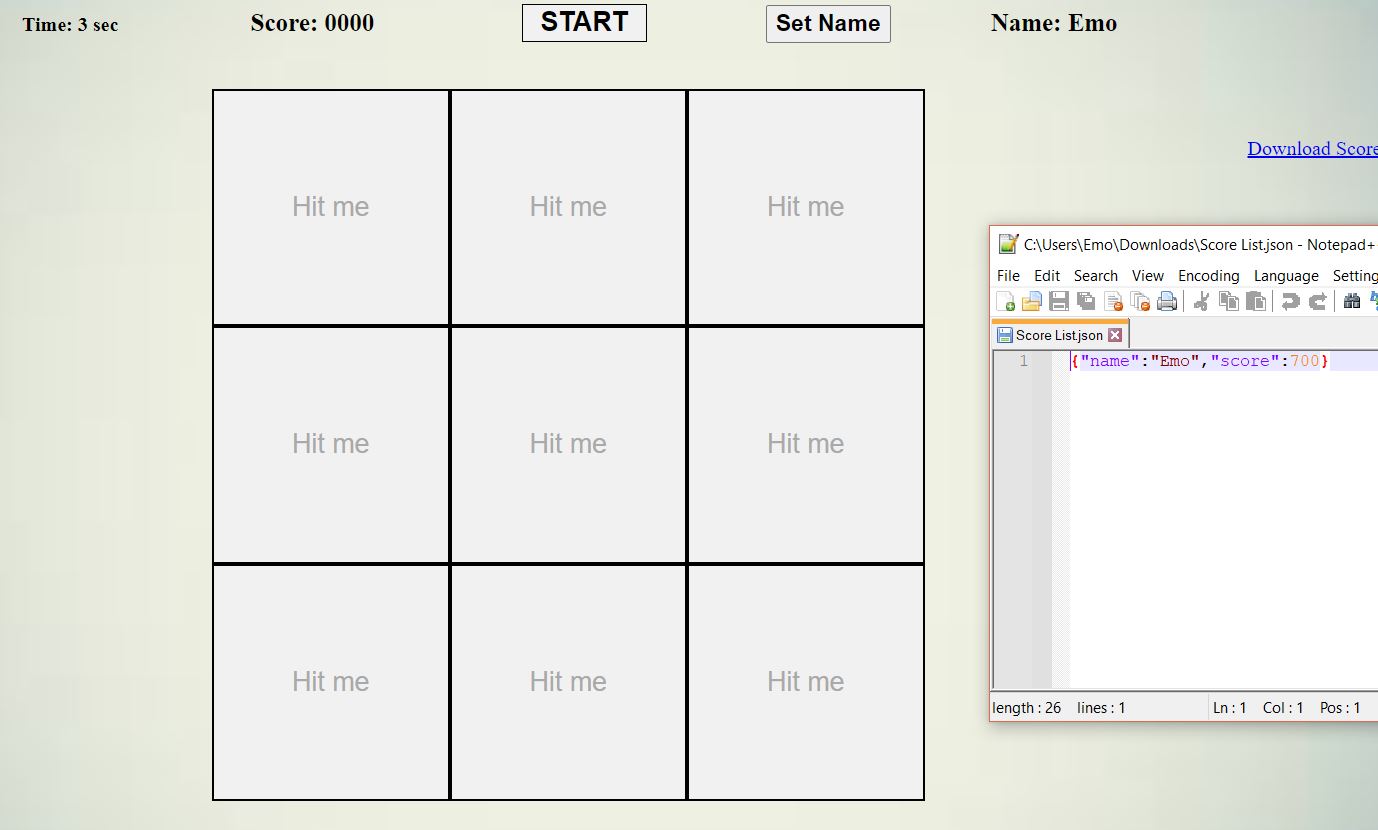 Time: 3 sec
Score: 0000
START
Set Name
Name: Emo
Download Score
Hit me
Hit me
Hit me
C:\Users\Emo\Downloads\Score List.json - Notepad+
File Edit Search View Encoding Language Setting
Score List.json
1 {"name":"Emo","score":700}
Hit me
Hit me
Hit me
Hit me
Hit me
Hit me
length : 26 lines : 1 Ln : 1 Col : 1 Pos : 1